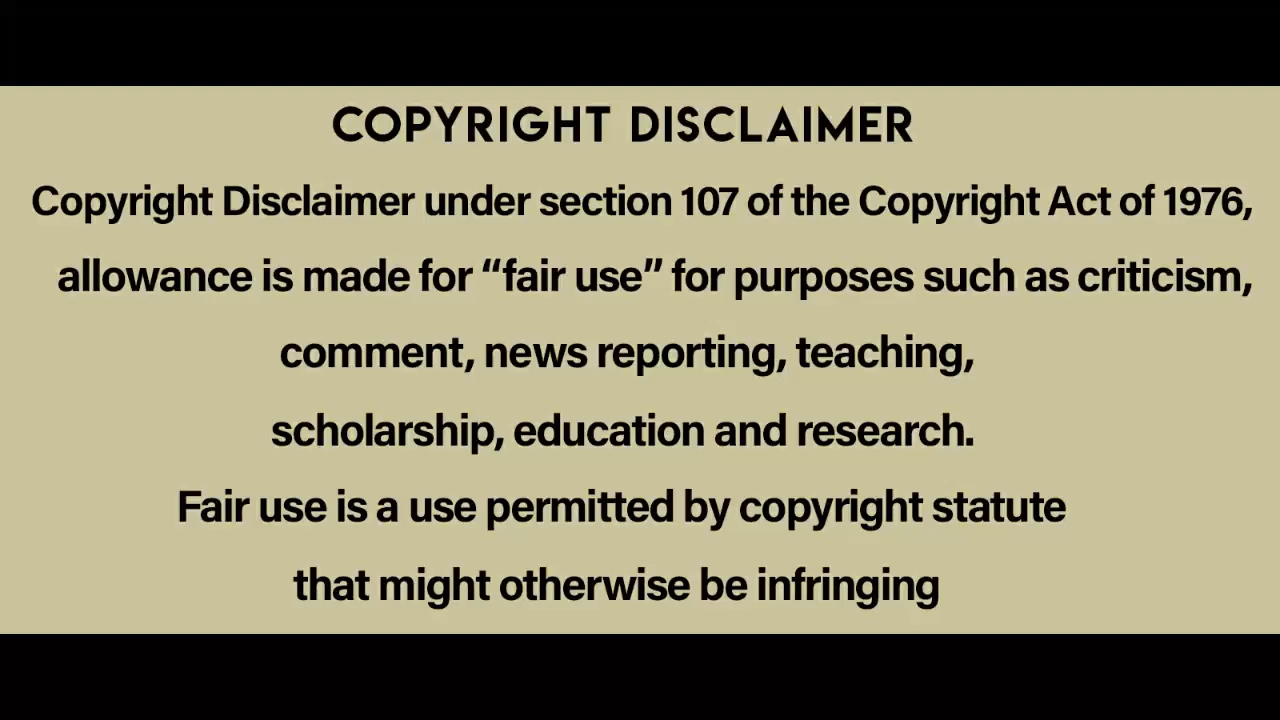 COPYRIGHT DISCLAIMER
Copyright Disclaimer under section 107 of the Copyright Act of 1976,
allowance is made for “fair use” for purposes such as criticism,
comment, news reporting, teaching,
scholarship, education and research.
Fair use is a use permitted by copyright statute
that might otherwise be infringing